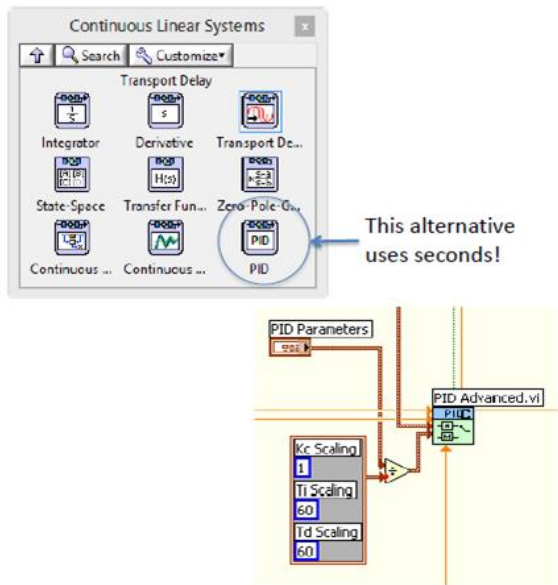 Continuous Linear Systems
x
Search Customize
Transport Delay
1
s
s
Integrator Derivative Transport De...
H(s)
State-Space Transfer Fun... Zero-Pole-G...
PID
Continuous ... Continuous ... PID
This alternative
uses seconds!
PID Parameters
PID Advanced.vi
PID
Kc Scaling
1
Ti Scaling
60
Td Scaling
60